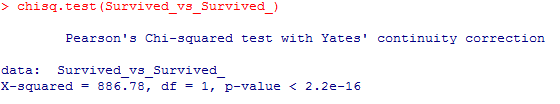 > chisq.test(Survived_vs_Survived_)
Pearson's Chi-squared test with Yates' continuity correction
data:  Survived_vs_Survived_
X-squared = 886.78, df = 1, p-value < 2.2e-16